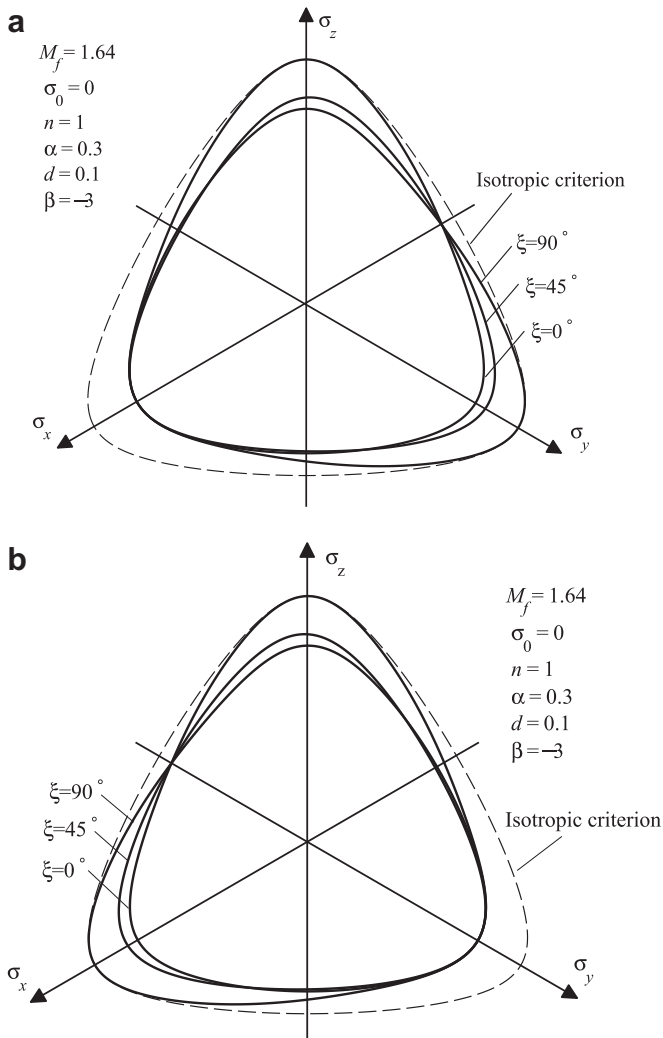 a
σz
Mf = 1.64
σ0 = 0
n = 1
α = 0.3
d = 0.1
β = −3
Isotropic criterion
ξ=90°
ξ=45°
ξ=0°
σx
σy
b
σz
Mf = 1.64
σ0 = 0
n = 1
α = 0.3
d = 0.1
β = −3
ξ=90°
ξ=45°
ξ=0°
Isotropic criterion
σx
σy